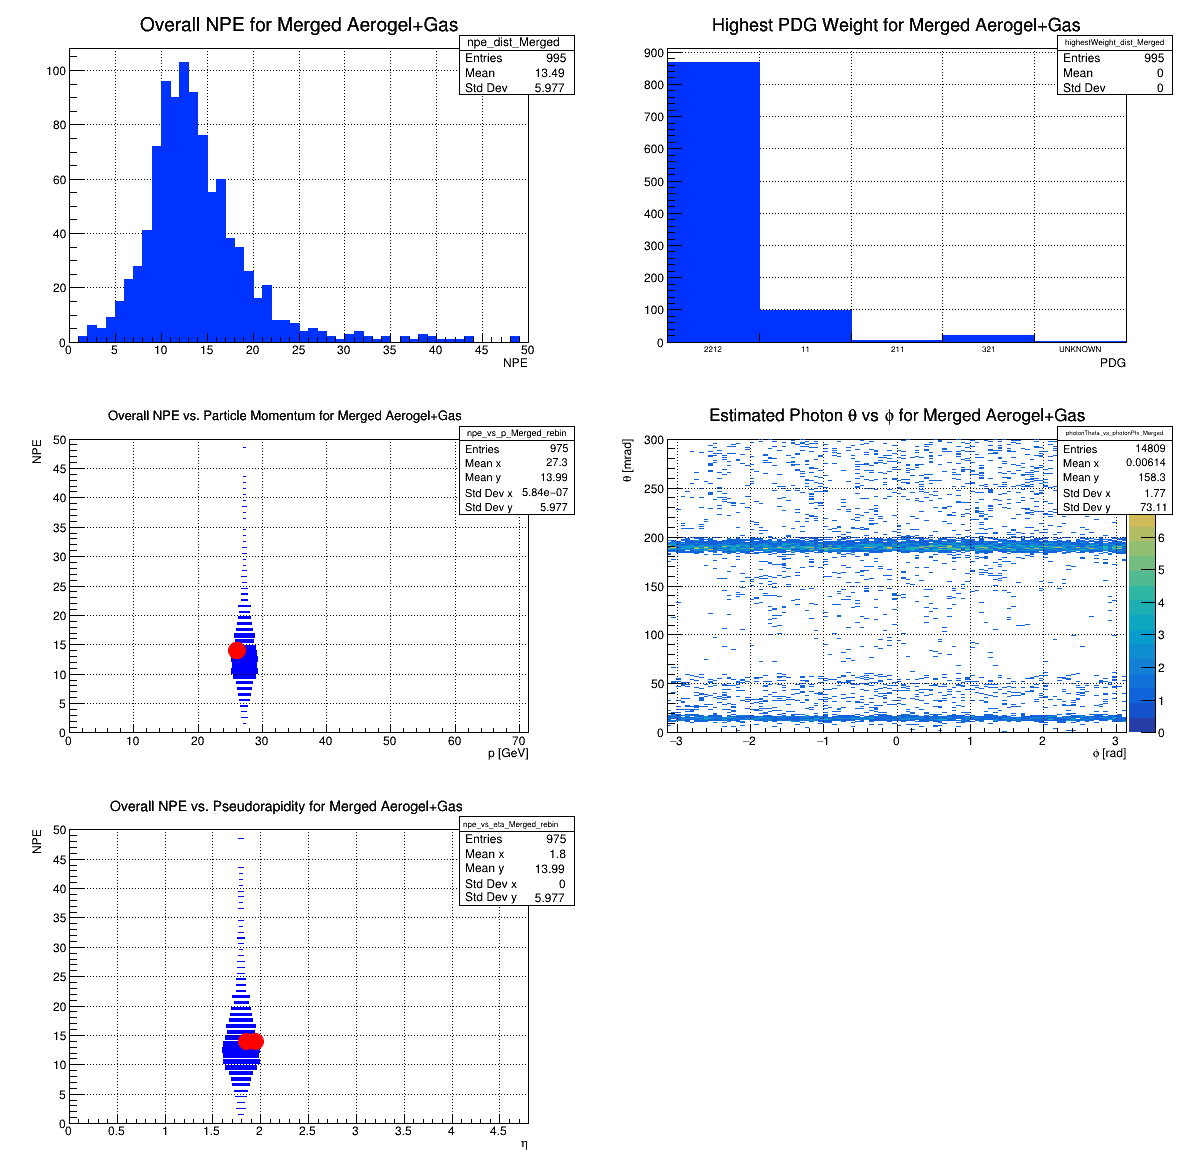 Overall NPE for Merged Aerogel+Gas
npe_dist_Merged
Entries 995
Mean 13.49
Std Dev 5.977
100
80
60
40
20
0
0 5 10 15 20 25 30 35 40 45 50
NPE
Highest PDG Weight for Merged Aerogel+Gas
highestWeight_dist_Merged
Entries 995
Mean 0
Std Dev 0
900
800
700
600
500
400
300
200
100
0
2212 11 211 321 UNKNOWN
PDG
Overall NPE vs. Particle Momentum for Merged Aerogel+Gas
npe_vs_p_Merged_rebin
Entries 975
Mean x 27.3
Mean y 13.99
Std Dev x 5.84e-07
Std Dev y 5.977
NPE
50
45
40
35
30
25
20
15
10
5
0
0 10 20 30 40 50 60 70
p [GeV]
Estimated Photon θ vs ϕ for Merged Aerogel+Gas
photonTheta_vs_photonPhi_Merged
Entries 14809
Mean x 0.00614
Mean y 158.3
Std Dev x 1.77
Std Dev y 73.11
θ [mrad]
300
250
200
150
100
50
0
−3 −2 −1 0 1 2 3
ϕ [rad]
6
5
4
3
2
1
0
Overall NPE vs. Pseudorapidity for Merged Aerogel+Gas
npe_vs_eta_Merged_rebin
Entries 975
Mean x 1.8
Mean y 13.99
Std Dev x 0
Std Dev y 5.977
NPE
50
45
40
35
30
25
20
15
10
5
0
0 0.5 1 1.5 2 2.5 3 3.5 4 4.5
η